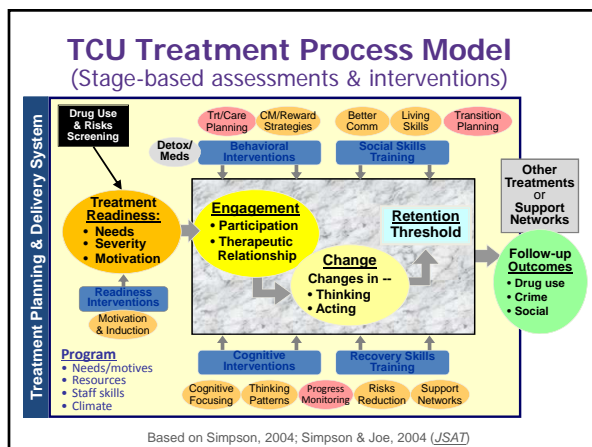 TCU Treatment Process Model
(Stage-based assessments & interventions)
Treatment Planning & Delivery System
Drug Use
& Risks
Screening
Trt/Care
Planning
CM/Reward
Strategies
Better
Comm
Living
Skills
Transition
Planning
Detox/
Meds
Behavioral
Interventions
Social Skills
Training
Other
Treatments
or
Support
Networks
Treatment
Readiness:
• Needs
• Severity
• Motivation
Engagement
• Participation
• Therapeutic
Relationship
Retention
Threshold
Change
Changes in --
• Thinking
• Acting
Follow-up
Outcomes
• Drug use
• Crime
• Social
Readiness
Interventions
Motivation
& Induction
Program
• Needs/motives
• Resources
• Staff skills
• Climate
Cognitive
Interventions
Recovery Skills
Training
Cognitive
Focusing
Thinking
Patterns
Progress
Monitoring
Risks
Reduction
Support
Networks
Based on Simpson, 2004; Simpson & Joe, 2004 (JSAT)